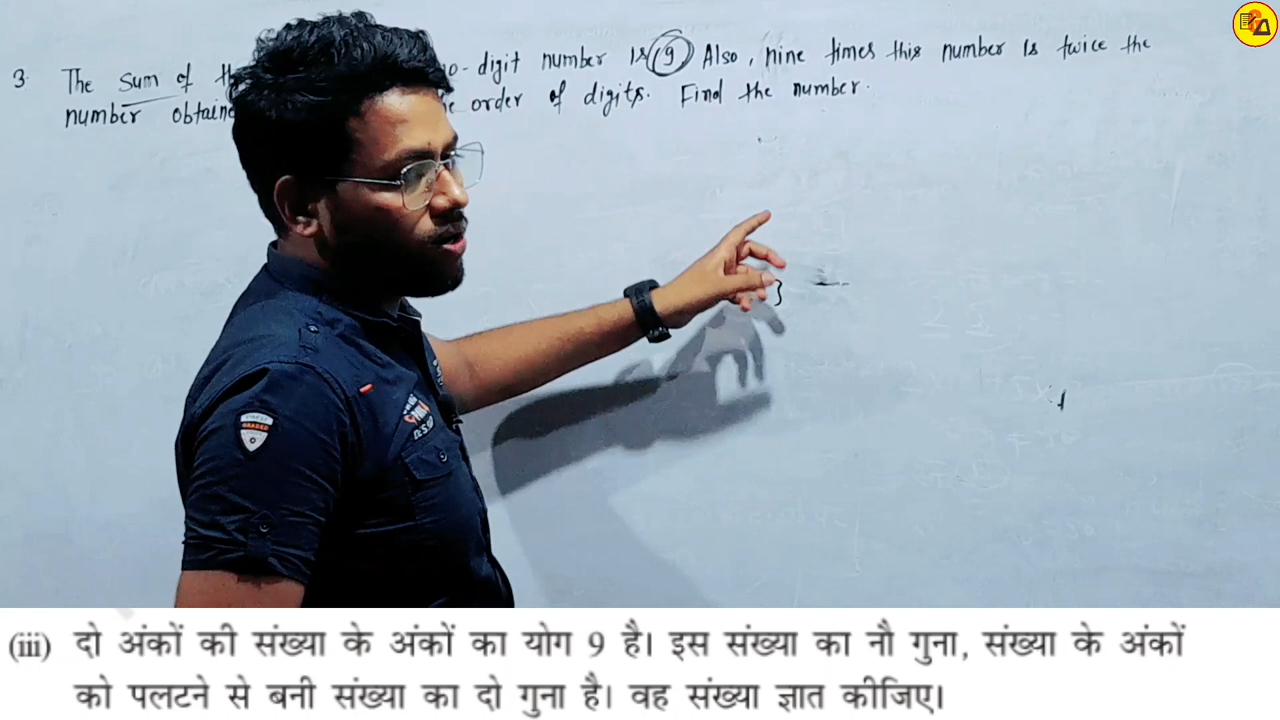 3. The sum of th o-digit number is 9 Also, nine times this number is twice the
number obtaine e order of digits. Find the number.
(iii) दो अंकों की संख्या के अंकों का योग 9 है। इस संख्या का नौ गुना, संख्या के अंकों
को पलटने से बनी संख्या का दो गुना है। वह संख्या ज्ञात कीजिए।